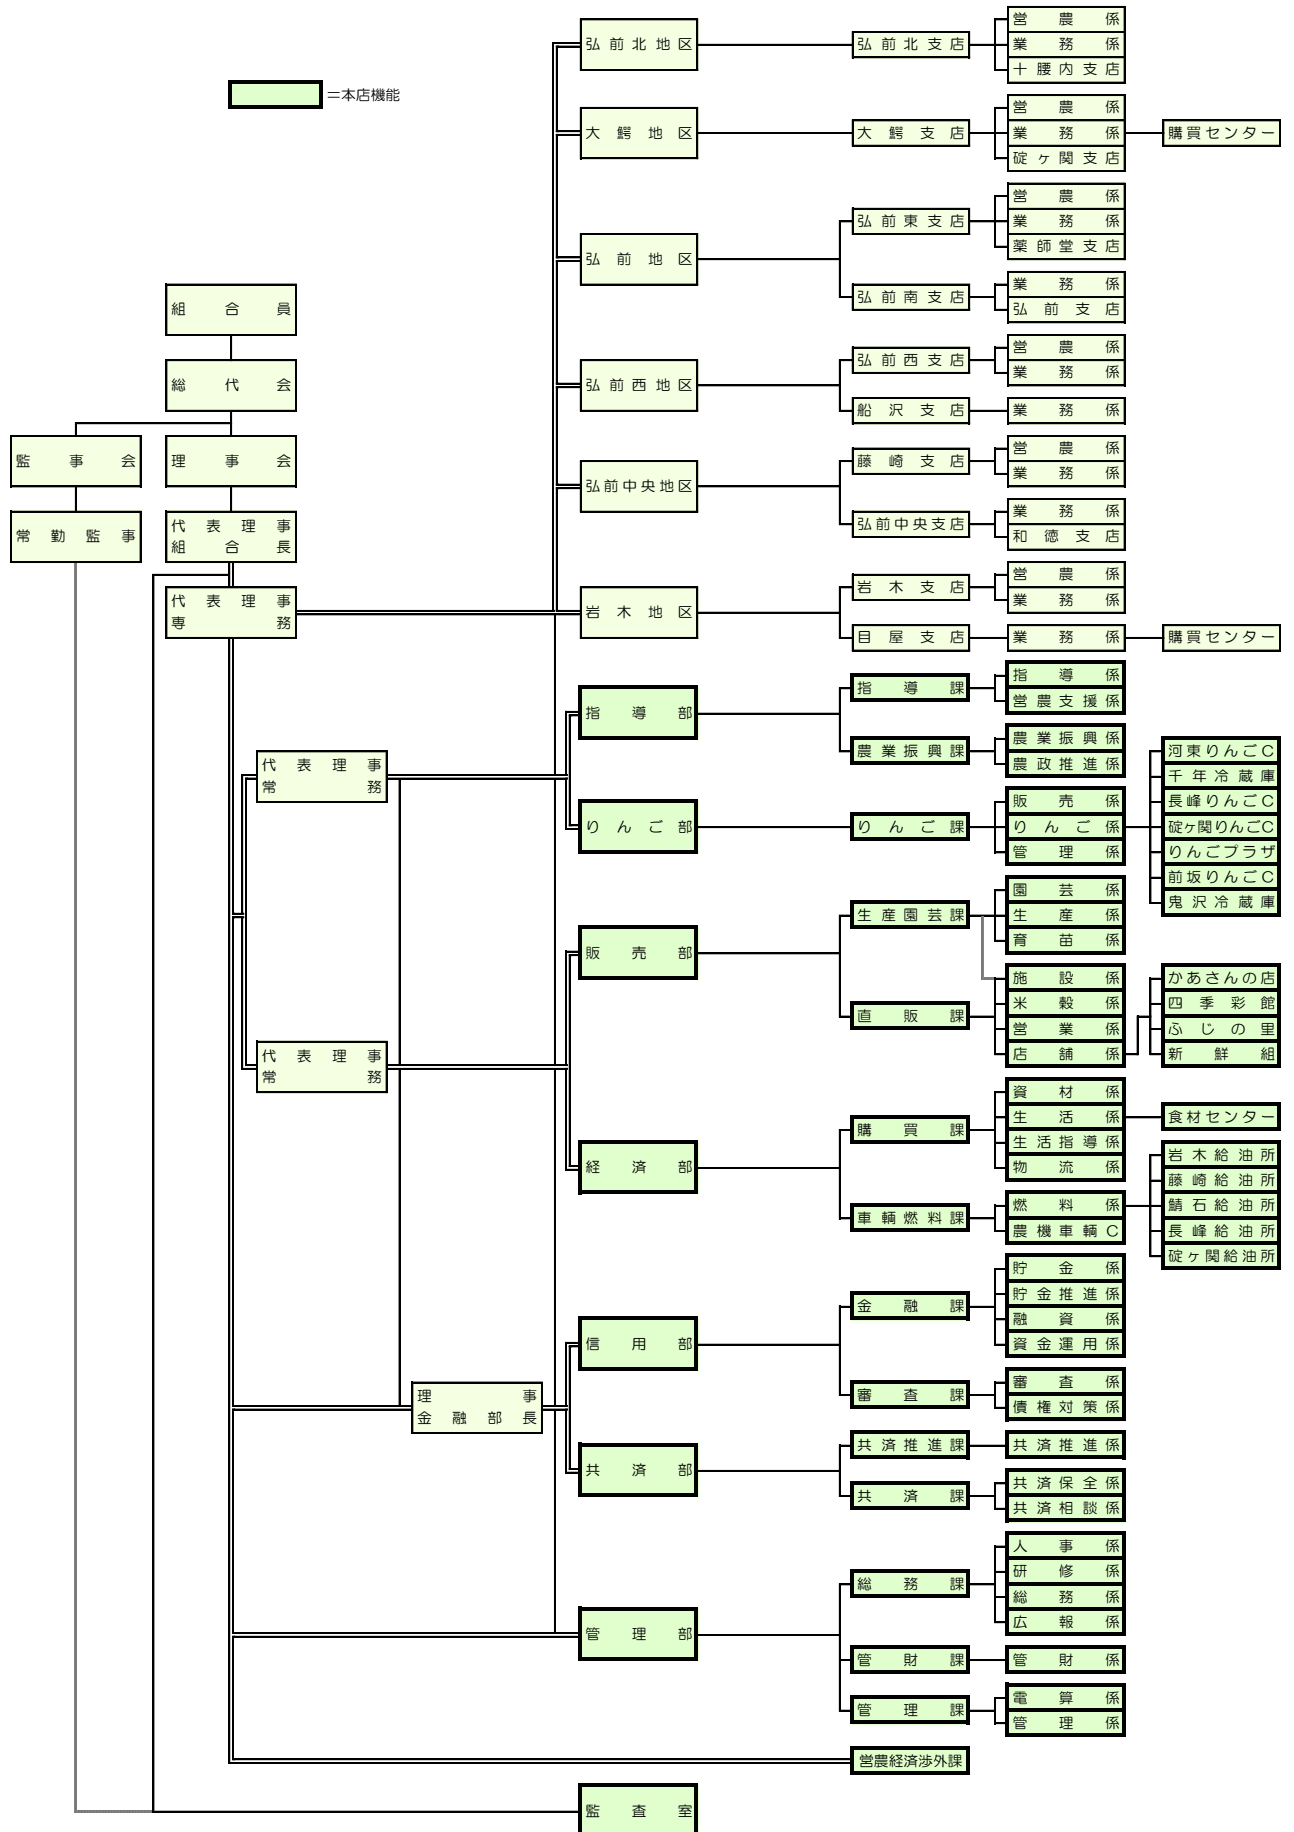 ＝本店機能
組合員
総代会
監事会
理事会
常勤監事
代表理事
組合長
代表理事
専務
代表理事
常務
代表理事
常務
理事
金融部長
弘前北地区
弘前北支店
営農係
業務係
十腰内支店
大鰐地区
大鰐支店
営農係
業務係
碇ヶ関支店
購買センター
弘前地区
弘前東支店
営農係
業務係
薬師堂支店
弘前南支店
業務係
弘前支店
弘前西地区
弘前西支店
営農係
業務係
船沢支店
業務係
弘前中央地区
藤崎支店
営農係
業務係
弘前中央支店
業務係
和徳支店
岩木地区
岩木支店
営農係
業務係
目屋支店
業務係
購買センター
指導部
指導課
指導係
営農支援係
農業振興課
農業振興係
農政推進係
りんご部
りんご課
販売係
りんご係
管理係
河東りんごC
千年冷蔵庫
長峰りんごC
碇ヶ関りんごC
りんごプラザ
前坂りんごC
鬼沢冷蔵庫
販売部
生産園芸課
園芸係
生産係
育苗係
直販課
施設係
米穀係
営業係
店舗係
かあさんの店
四季彩館
ふじの里
新鮮組
経済部
購買課
資材係
生活係
生活指導係
物流係
食材センター
車輌燃料課
燃料係
農機車輌C
岩木給油所
藤崎給油所
鯖石給油所
長峰給油所
碇ヶ関給油所
信用部
金融課
貯金係
貯金推進係
融資係
資金運用係
審査課
審査係
債権対策係
共済部
共済推進課
共済推進係
共済課
共済保全係
共済相談係
管理部
総務課
人事係
研修係
総務係
広報係
管財課
管財係
管理課
電算係
管理係
営農経済渉外課
監査室